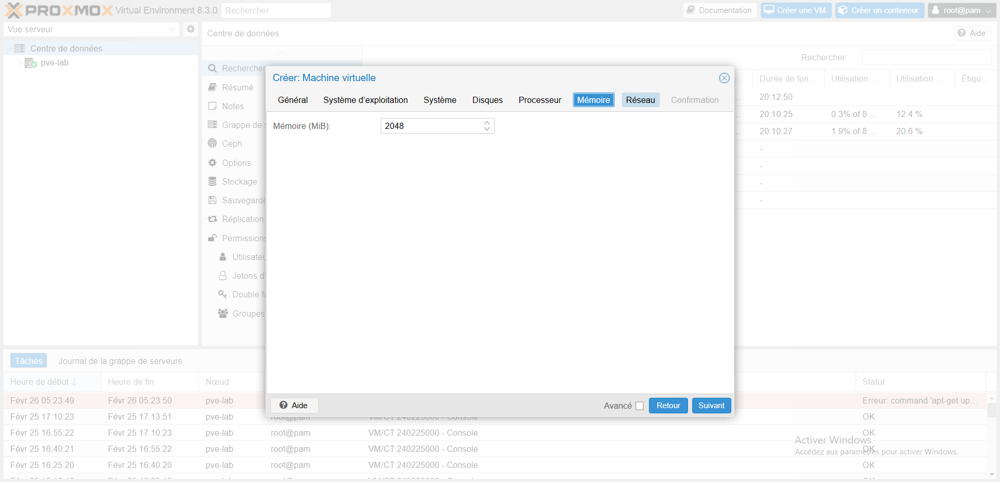 PROXMOX Virtual Environment 8.3.0 Rechercher Documentation Créer une VM Créer un conteneur root@pam
Vue serveur
Centre de données
pve-lab
Centre de données Aide
Rechercher:
Rechercher
Résumé
Notes
Grappe de s
Ceph
Options
Stockage
Sauvegarde
Réplication
Permissions
Utilisateu
Jetons d'
Double fa
Groupes
Durée de fon... Utilisation ... Utilisation ... Étiqu...
20:12:50
20:10:25 0.3% of 8 ... 12.4 %
20:10:27 1.9% of 8 ... 20.6 %
-
-
-
-
Créer: Machine virtuelle
Général Système d'exploitation Système Disques Processeur Mémoire Réseau Confirmation
Mémoire (MiB): 2048
Aide Avancé Retour Suivant
Tâches Journal de la grappe de serveurs
Heure de début Heure de fin Nœud Statut
Févr 26 05:23:49 Févr 26 05:23:50 pve-lab Erreur: command 'apt-get up...
Févr 25 17:10:23 Févr 25 17:13:51 pve-lab root@pam VM/CT 240225000 - Console OK
Févr 25 16:55:22 Févr 25 17:10:23 pve-lab root@pam VM/CT 240225000 - Console OK
Févr 25 16:40:21 Févr 25 16:55:22 pve-lab root@pam VM/CT 240225000 - Console OK
Févr 25 16:25:20 Févr 25 16:40:20 pve-lab root@pam VM/CT 240225000 - Console OK
Activer Windows
Accédez aux paramètres pour activer Windows.